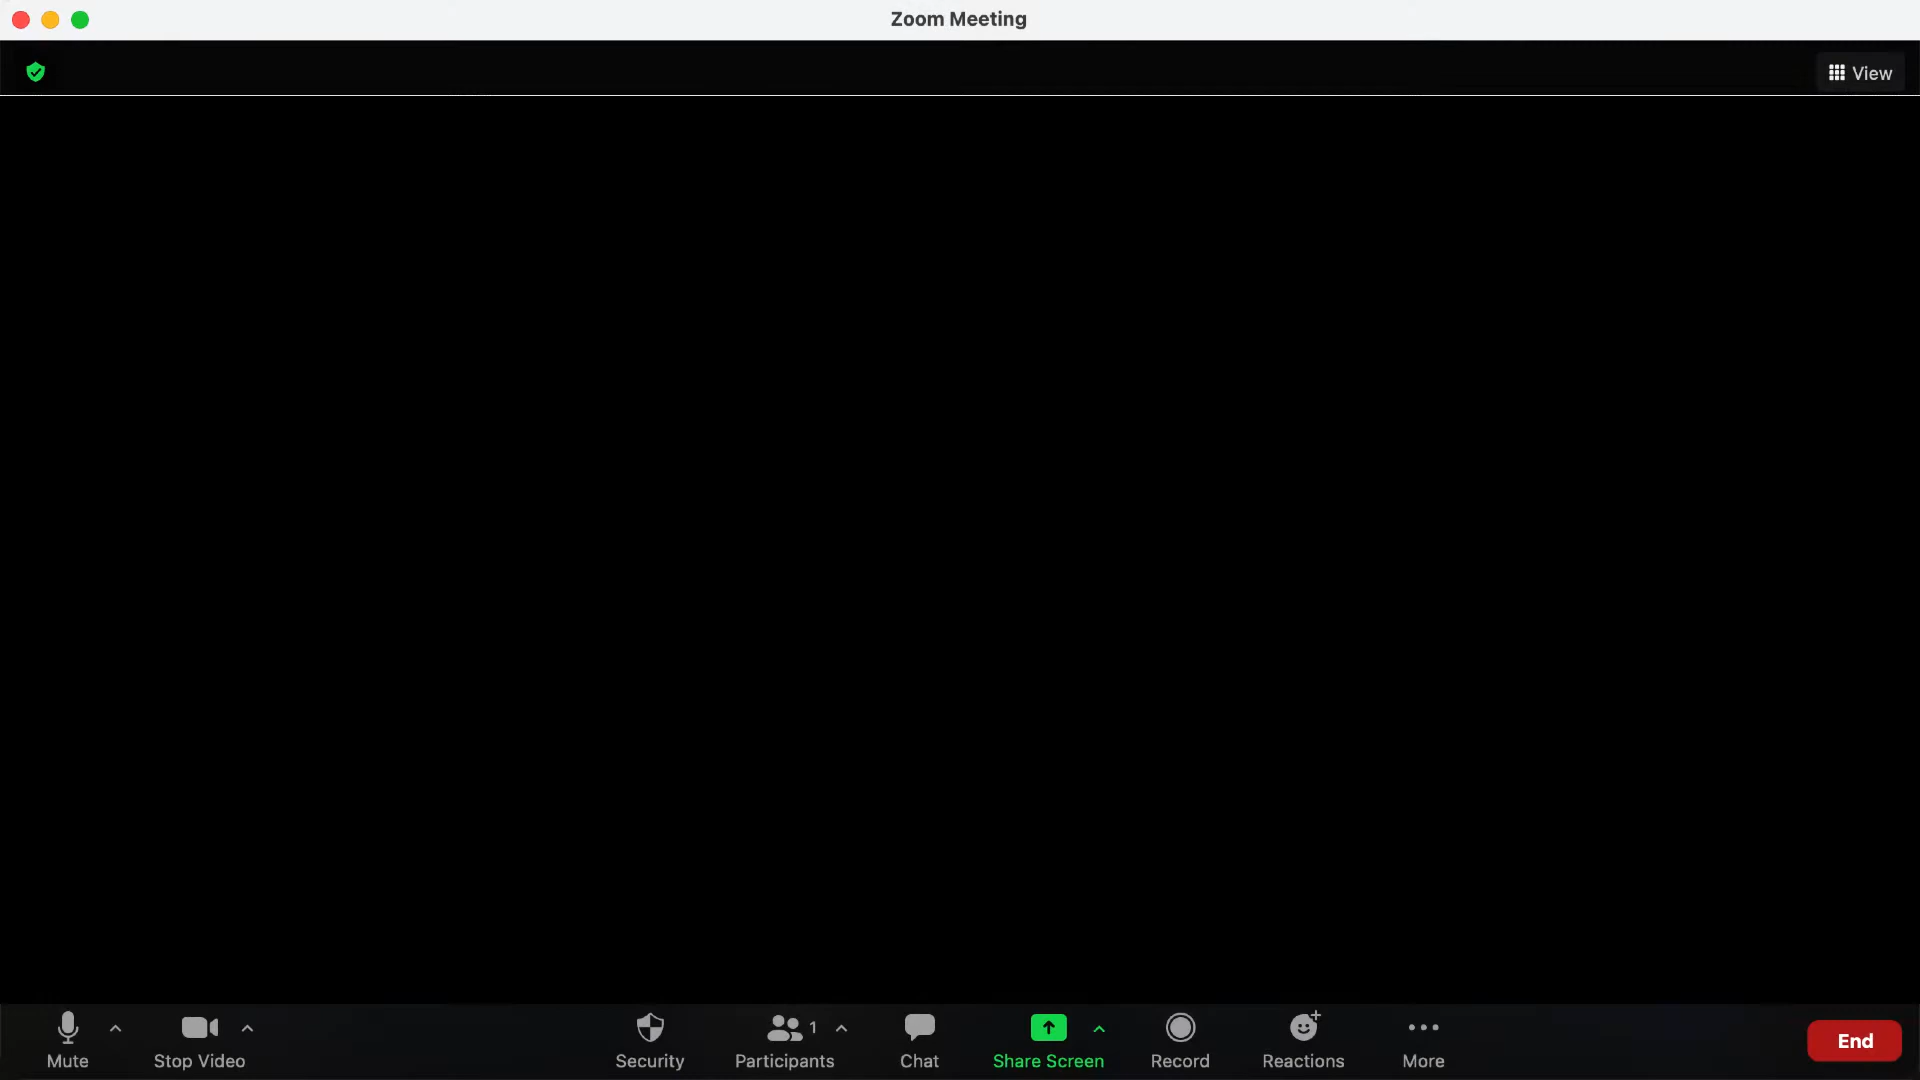 Zoom Meeting
View
1
Mute
Stop Video
Security
Participants
Chat
Share Screen
Record
Reactions
More
End